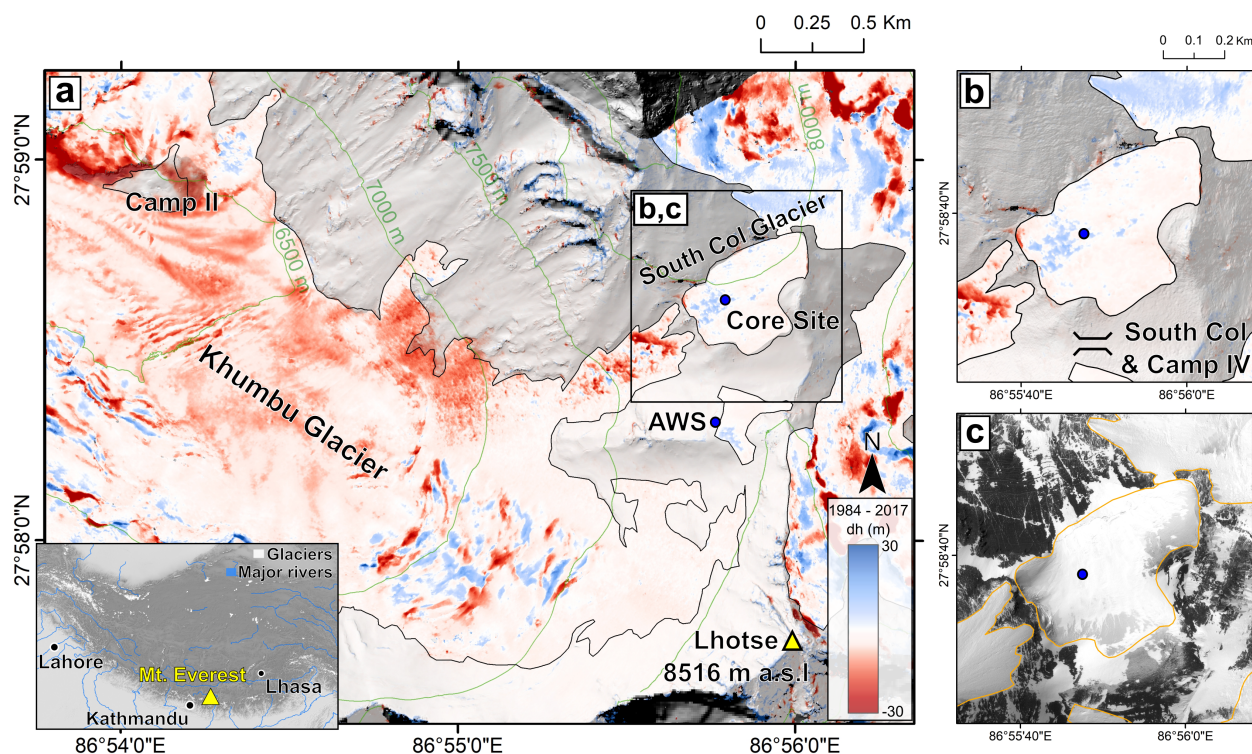 0 0.25 0.5 Km
a
27°59'0"N
27°58'0"N
Camp II
6500 m
7000 m
7500 m
8000 m
b,c
South Col Glacier
Core Site
Khumbu Glacier
AWS
N
1984 - 2017
dh (m)
30
-30
Lhotse
8516 m a.s.l
Glaciers
Major rivers
Lahore
Mt. Everest
Lhasa
Kathmandu
86°54'0"E
86°55'0"E
86°56'0"E
0 0.1 0.2 Km
b
27°58'40"N
South Col
& Camp IV
86°55'40"E
86°56'0"E
c
27°58'40"N
86°55'40"E
86°56'0"E